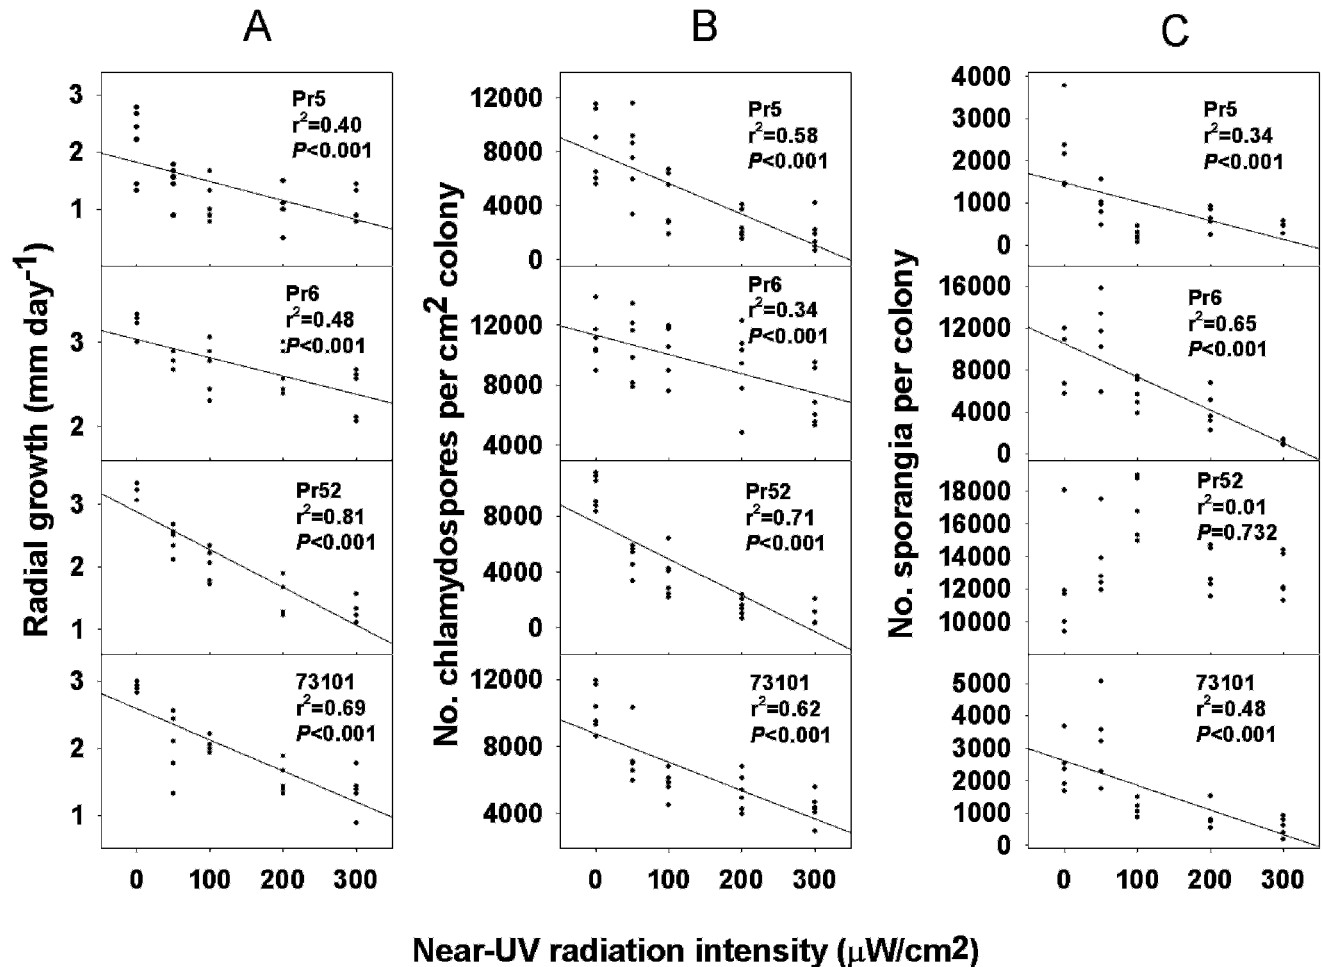 A
B
C
Radial growth (mm day-1)
3
2
1
Pr5
r2=0.40
P<0.001
3
2
Pr6
r2=0.48
P<0.001
3
2
1
Pr52
r2=0.81
P<0.001
3
2
1
73101
r2=0.69
P<0.001
0 100 200 300
No. chlamydospores per cm2 colony
12000
8000
4000
0
Pr5
r2=0.58
P<0.001
12000
8000
4000
Pr6
r2=0.34
P<0.001
8000
4000
0
Pr52
r2=0.71
P<0.001
12000
8000
4000
73101
r2=0.62
P<0.001
0 100 200 300
No. sporangia per colony
4000
3000
2000
1000
0
Pr5
r2=0.34
P<0.001
16000
12000
8000
4000
0
Pr6
r2=0.65
P<0.001
18000
16000
14000
12000
10000
Pr52
r2=0.01
P=0.732
5000
4000
3000
2000
1000
0
73101
r2=0.48
P<0.001
0 100 200 300
Near-UV radiation intensity (μW/cm2)